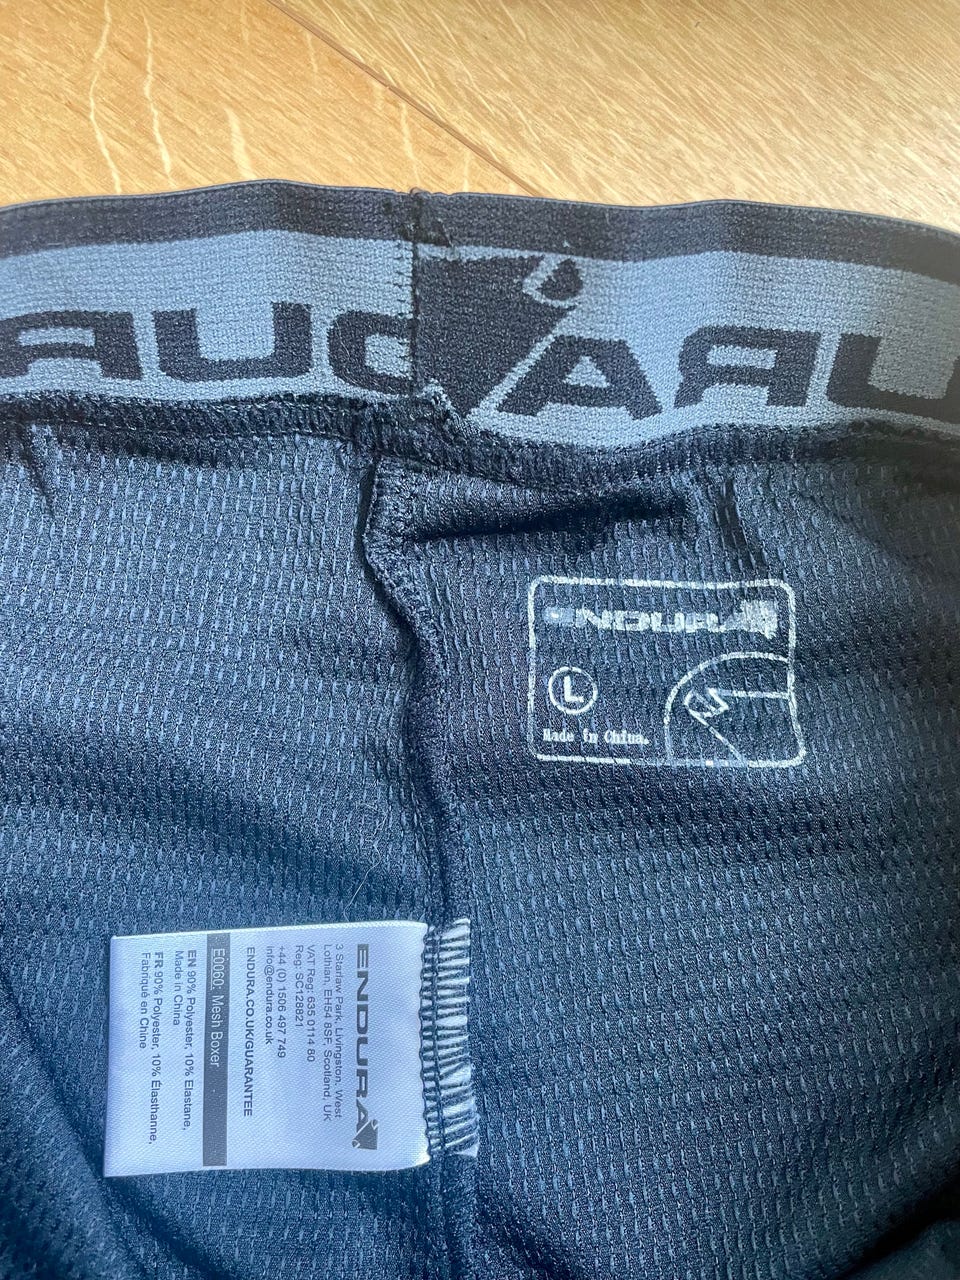 ENDURA
L
Made in China.
ENDURA
3 Starlaw Park, Livingston, West
Lothian, EH54 8SF, Scotland, UK
VAT Reg: 635 0114 80
Reg: SC128821
+44 (0) 1506 497 749
info@endura.co.uk
ENDURA.CO.UK/GUARANTEE
E0060: Mesh Boxer
EN 90% Polyester, 10% Elastane,
Made in China
FR 90% Polyester, 10% Élasthanne,
Fabriqué en Chine